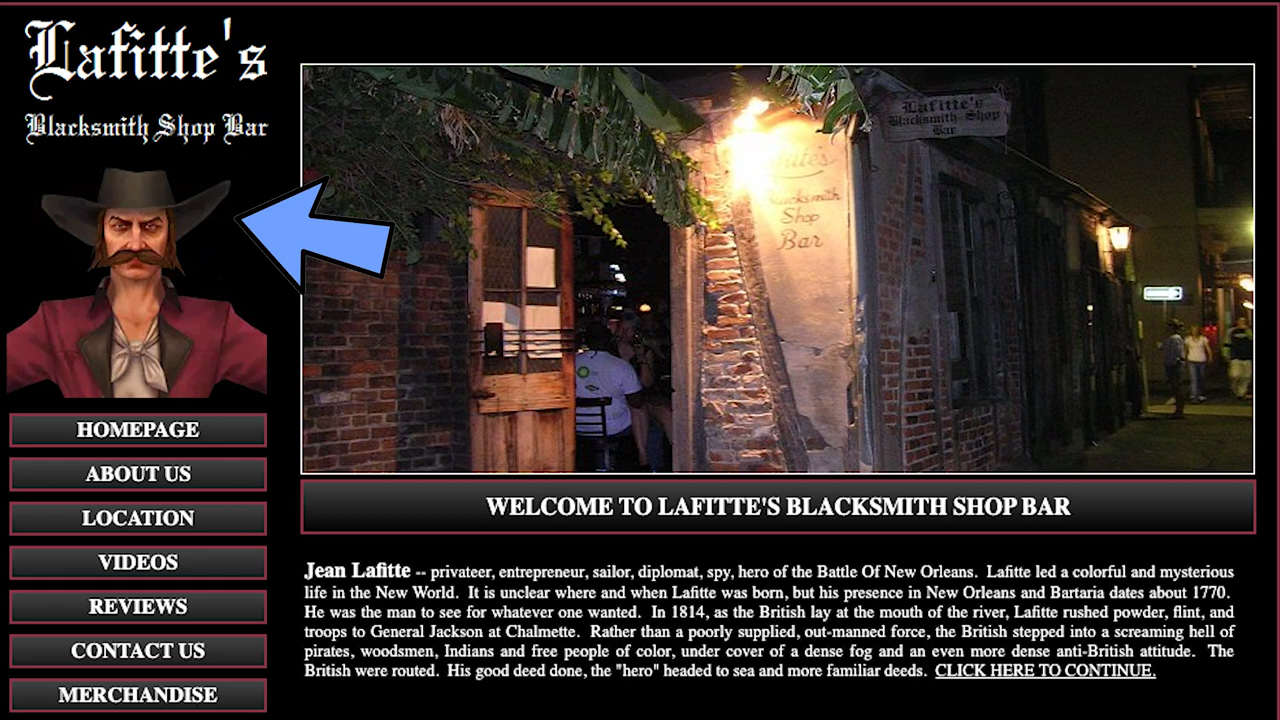 Lafitte's
Blacksmith Shop Bar
Lafitte's
Blacksmith Shop
Bar
Blacksmith
Shop
Bar
HOMEPAGE
ABOUT US
LOCATION
VIDEOS
REVIEWS
CONTACT US
MERCHANDISE
WELCOME TO LAFITTE'S BLACKSMITH SHOP BAR
Jean Lafitte -- privateer, entrepreneur, sailor, diplomat, spy, hero of the Battle Of New Orleans. Lafitte led a colorful and mysterious
life in the New World. It is unclear where and when Lafitte was born, but his presence in New Orleans and Bartaria dates about 1770.
He was the man to see for whatever one wanted. In 1814, as the British lay at the mouth of the river, Lafitte rushed powder, flint, and
troops to General Jackson at Chalmette. Rather than a poorly supplied, out-manned force, the British stepped into a screaming hell of
pirates, woodsmen, Indians and free people of color, under cover of a dense fog and an even more dense anti-British attitude. The
British were routed. His good deed done, the "hero" headed to sea and more familiar deeds. CLICK HERE TO CONTINUE.